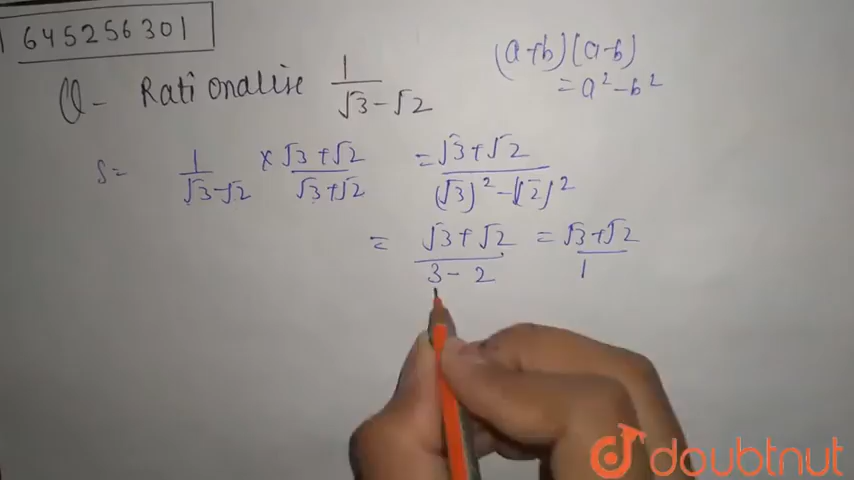 645256301
Q- Rationalise 1/(√3-√2)
(a+b)(a-b)
=a²-b²
S= 1/(√3-√2) × (√3+√2)/(√3+√2) = (√3+√2)/((√3)²-(√2)²)
= (√3+√2)/(3-2) = (√3+√2)/1
doubtnut